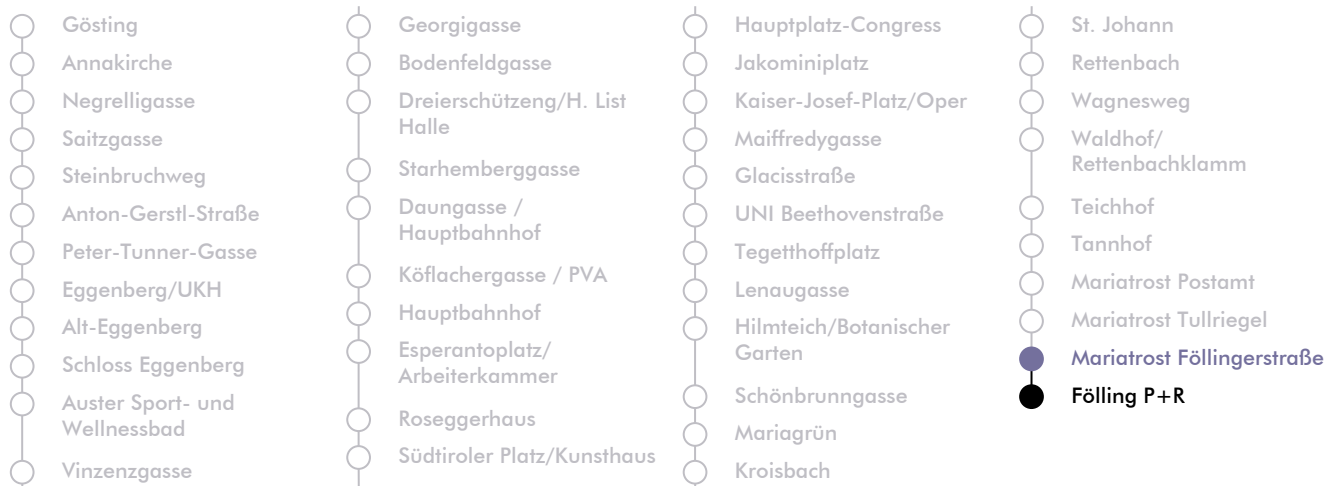 Gösting
Annakirche
Negrelligasse
Saitzgasse
Steinbruchweg
Anton-Gerstl-Straße
Peter-Tunner-Gasse
Eggenberg/UKH
Alt-Eggenberg
Schloss Eggenberg
Auster Sport- und
Wellnessbad
Vinzenzgasse
Georgigasse
Bodenfeldgasse
Dreierschützeng/H. List
Halle
Starhemberggasse
Daungasse /
Hauptbahnhof
Köflachergasse / PVA
Hauptbahnhof
Esperantoplatz/
Arbeiterkammer
Roseggerhaus
Südtiroler Platz/Kunsthaus
Hauptplatz-Congress
Jakominiplatz
Kaiser-Josef-Platz/Oper
Maiffredygasse
Glacisstraße
UNI Beethovenstraße
Tegetthoffplatz
Lenaugasse
Hilmteich/Botanischer
Garten
Schönbrunngasse
Mariagrün
Kroisbach
St. Johann
Rettenbach
Wagnesweg
Waldhof/
Rettenbachklamm
Teichhof
Tannhof
Mariatrost Postamt
Mariatrost Tullriegel
Mariatrost Föllingerstraße
Fölling P+R